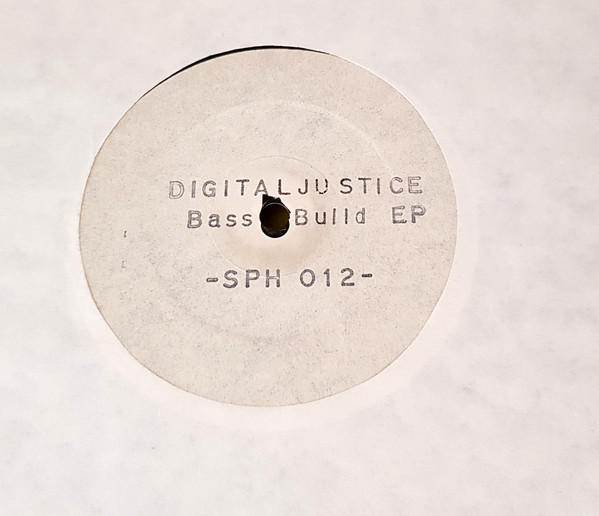 DIGITALJUSTICE
Bass Build EP
-SPH 012-